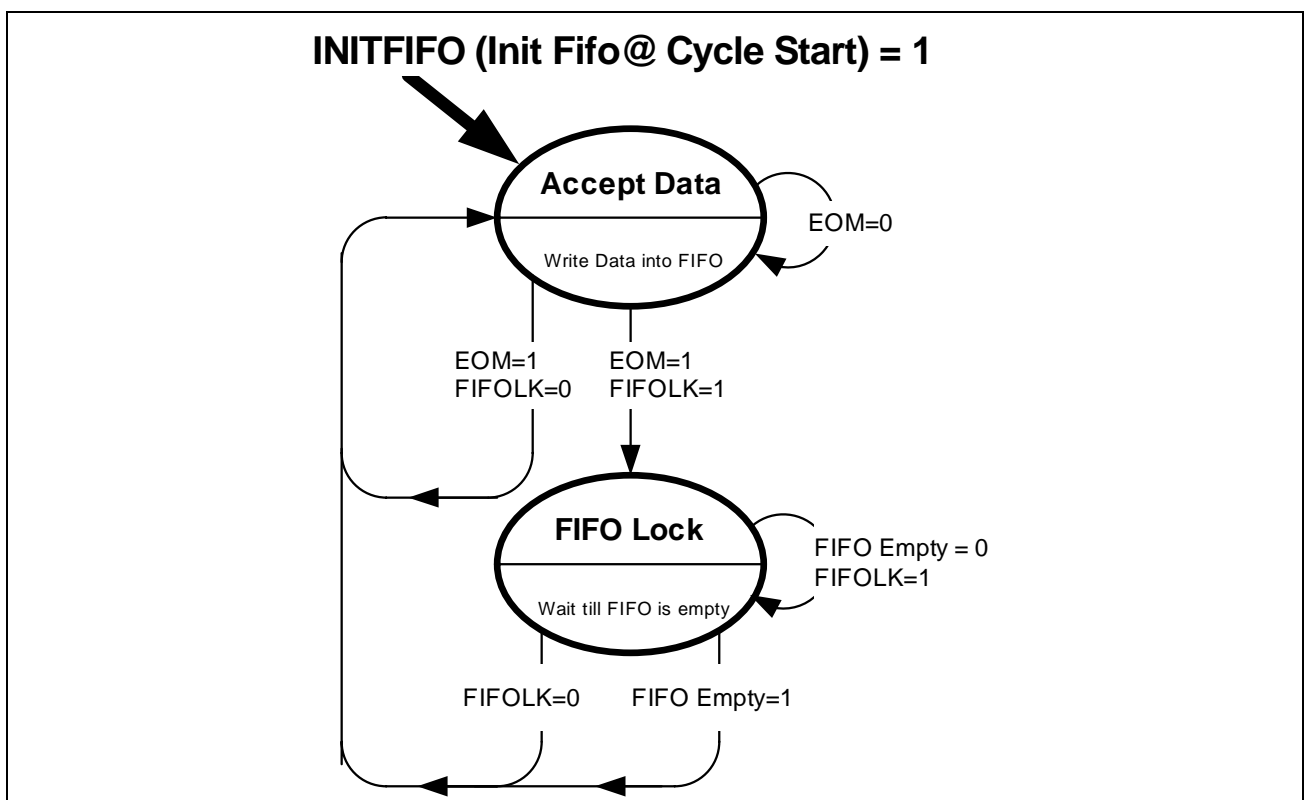 INITFIFO (Init Fifo@ Cycle Start) = 1
Accept Data
EOM=0
Write Data into FIFO
EOM=1
FIFOLK=0
EOM=1
FIFOLK=1
FIFO Lock
FIFO Empty = 0
FIFOLK=1
Wait till FIFO is empty
FIFOLK=0
FIFO Empty=1